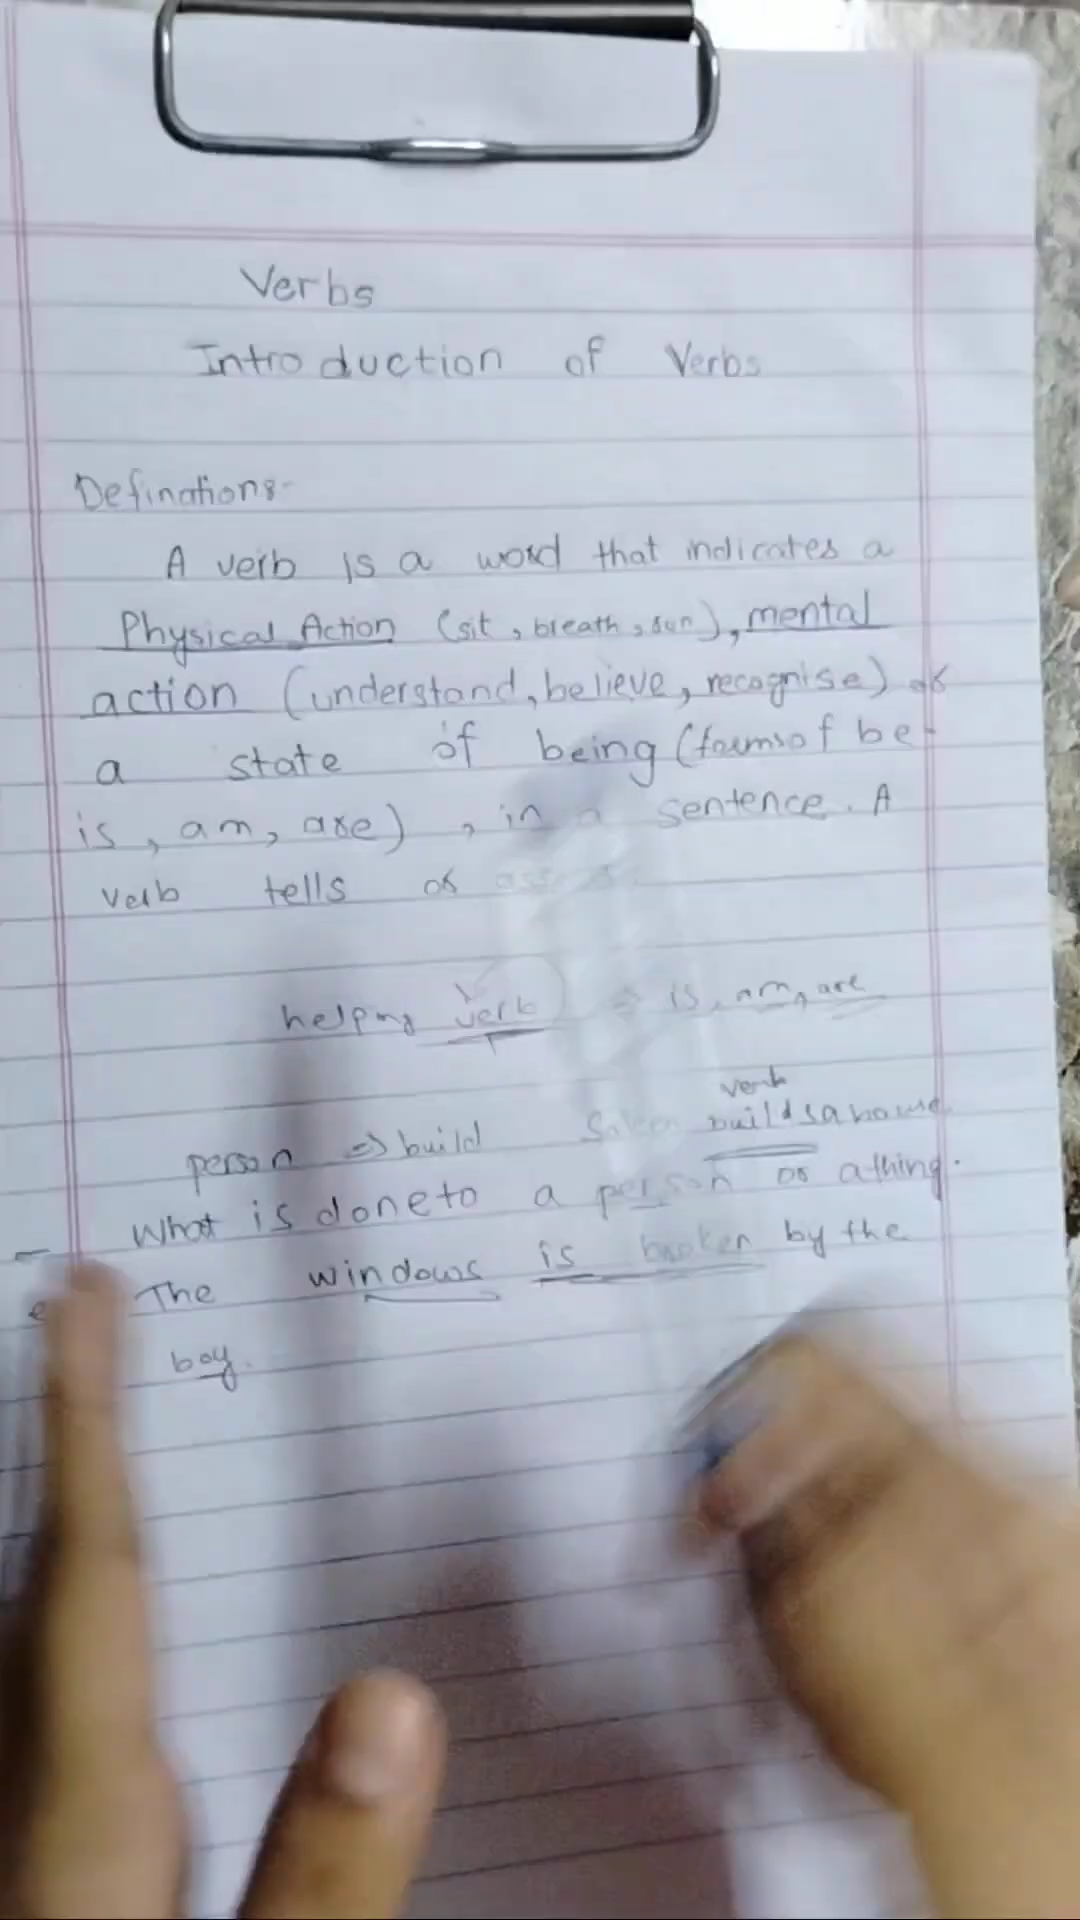 Verbs
Introduction of Verbs
Definations-
A verb is a word that indicates a
Physical Action (sit, breath, run), mental
action (understand, believe, recognise) or
a state of being (forms of be-
is, am, are), in a sentence. A
verb tells or
helping verb ⇒ is, am, are
verb
person ⇒ build builds a house
What is done to a person or a thing.
The windows is broken by the
boy.